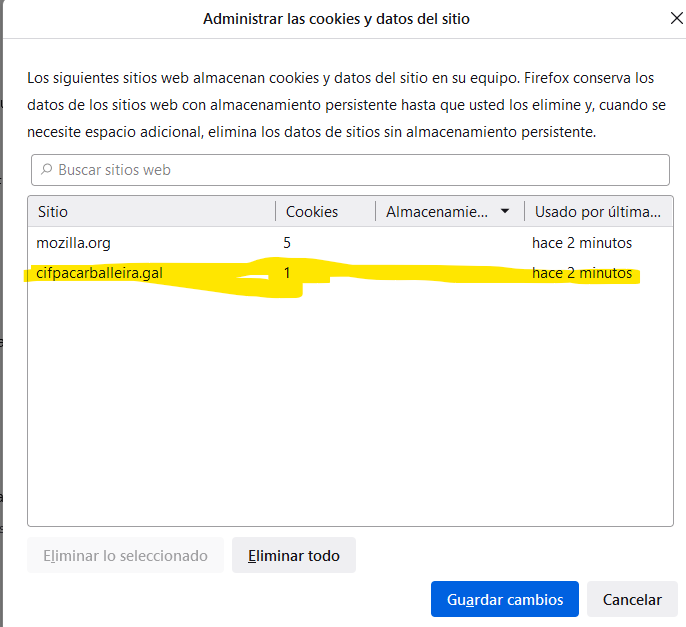 Administrar las cookies y datos del sitio
Los siguientes sitios web almacenan cookies y datos del sitio en su equipo. Firefox conserva los
datos de los sitios web con almacenamiento persistente hasta que usted los elimine y, cuando se
necesite espacio adicional, elimina los datos de sitios sin almacenamiento persistente.
Buscar sitios web
Sitio Cookies Almacenamie... Usado por última...
mozilla.org 5 hace 2 minutos
cifpacarballeira.gal 1 hace 2 minutos
Eliminar lo seleccionado Eliminar todo
Guardar cambios Cancelar